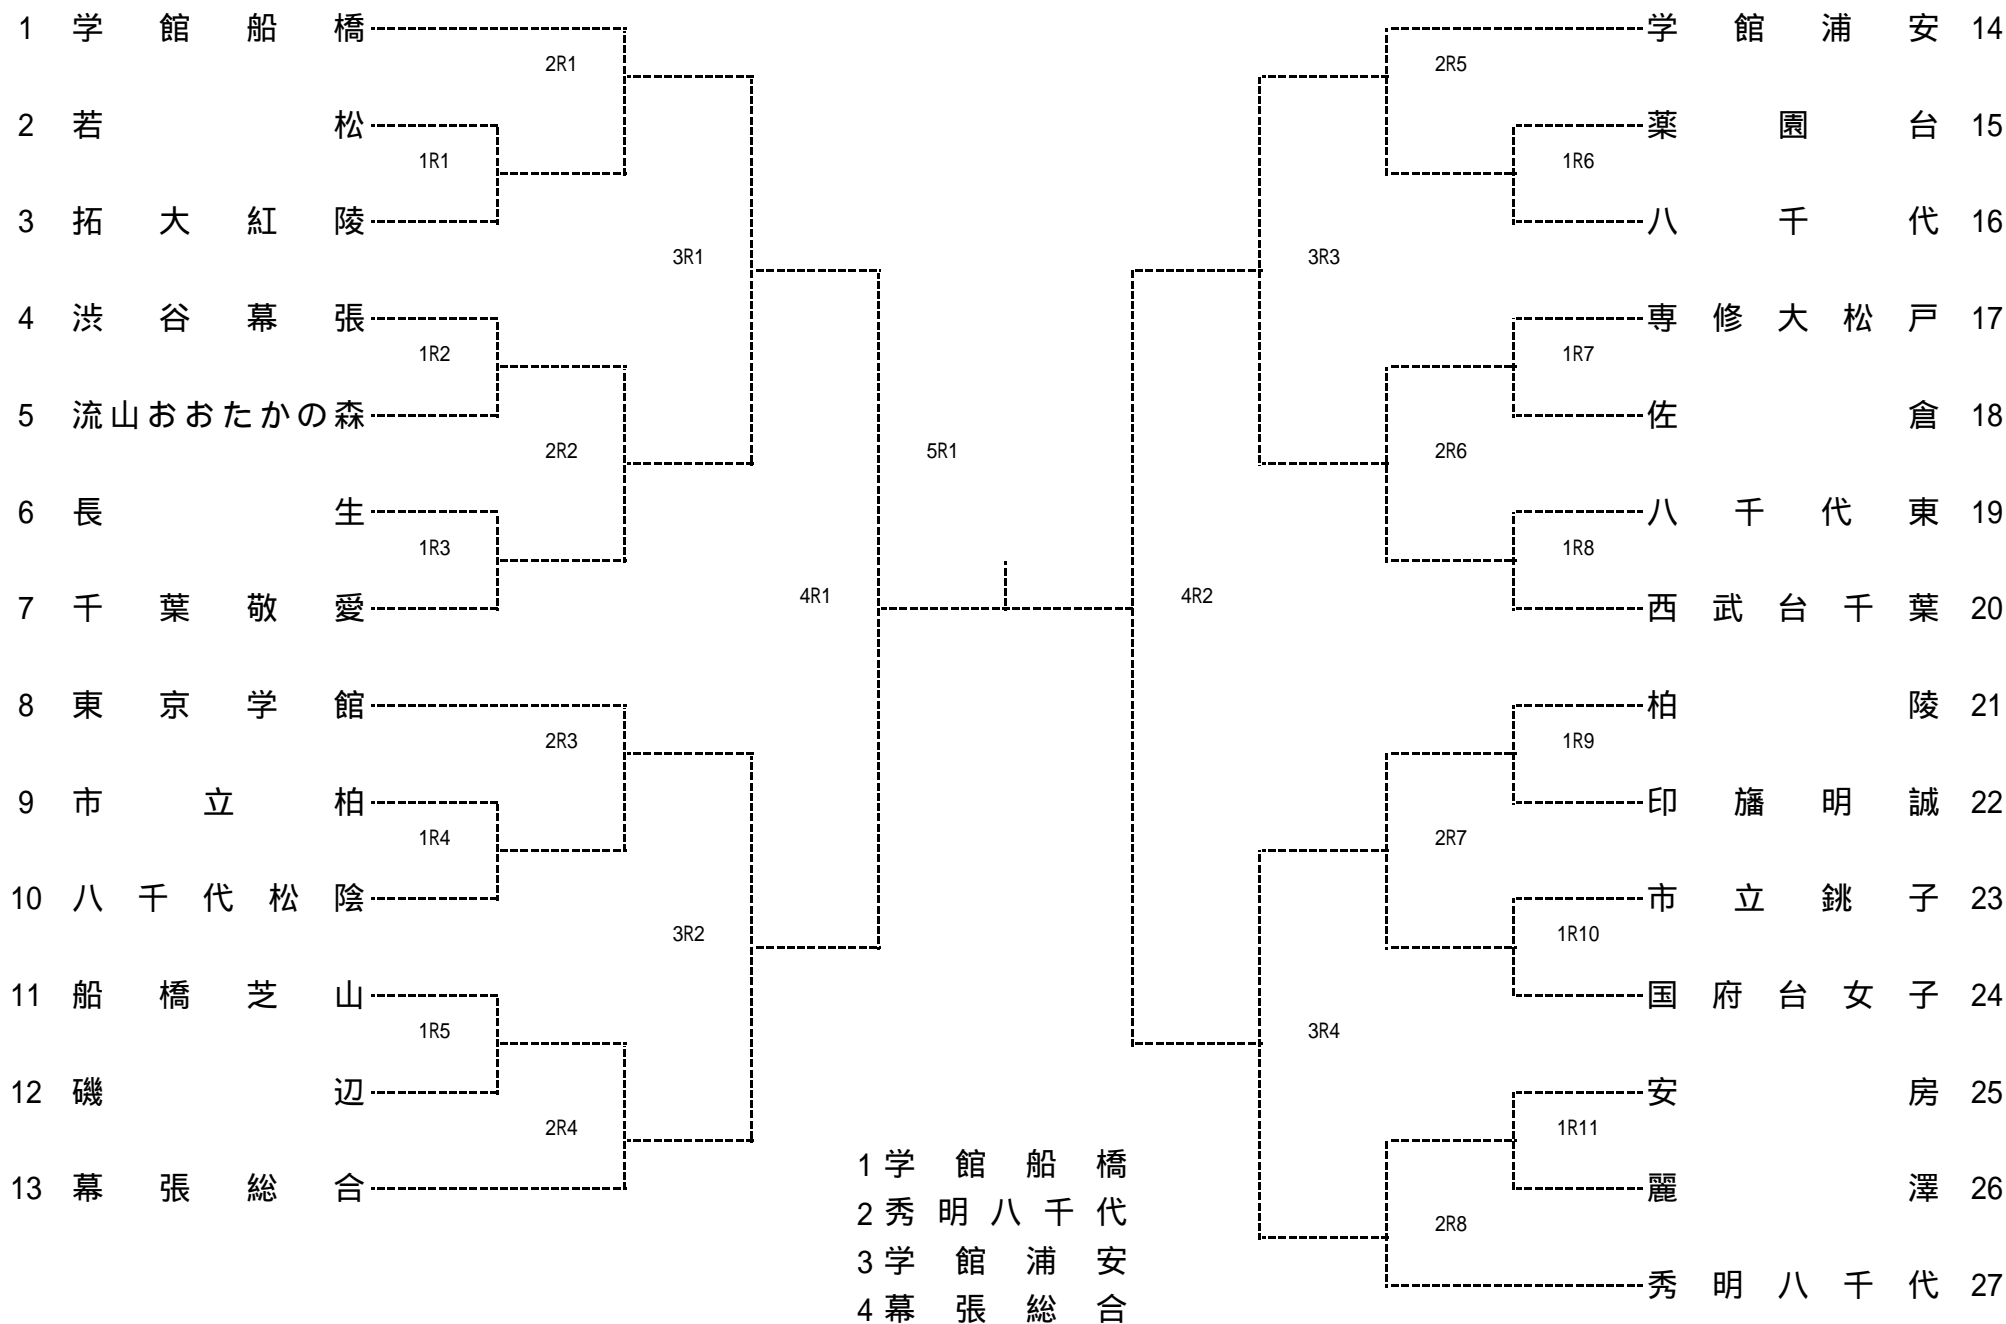 1 学館船橋
2R1
2 若松
1R1
3 拓大紅陵
3R1
4 渋谷幕張
1R2
5 流山おおたかの森
2R2
6 長生
1R3
7 千葉敬愛
4R1
8 東京学館
2R3
9 市立柏
1R4
10 八千代松陰
3R2
11 船橋芝山
1R5
12 磯辺
2R4
13 幕張総合
5R1
学館浦安 14
2R5
薬園台 15
1R6
八千代 16
3R3
専修大松戸 17
1R7
佐倉 18
2R6
八千代東 19
1R8
西武台千葉 20
4R2
柏陵 21
1R9
印旛明誠 22
2R7
市立銚子 23
1R10
国府台女子 24
3R4
安房 25
1R11
麗澤 26
2R8
秀明八千代 27
1 学館船橋
2 秀明八千代
3 学館浦安
4 幕張総合